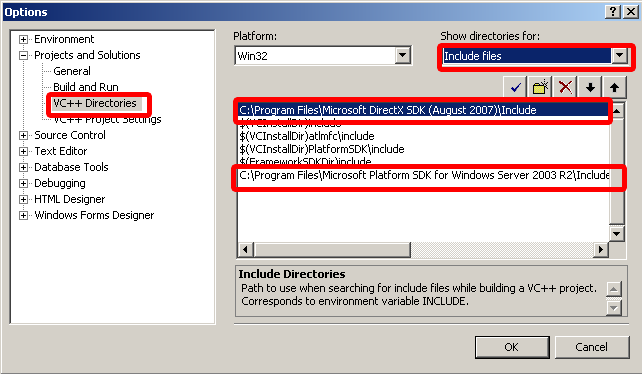 Options
Platform:
Show directories for:
Win32
Include files
Environment
Projects and Solutions
General
Build and Run
VC++ Directories
VC++ Project Settings
Source Control
Text Editor
Database Tools
Debugging
HTML Designer
Windows Forms Designer
C:\Program Files\Microsoft DirectX SDK (August 2007)\Include
$(VCInstallDir)include
$(VCInstallDir)atlmfc\include
$(VCInstallDir)PlatformSDK\include
$(FrameworkSDKDir)include
C:\Program Files\Microsoft Platform SDK for Windows Server 2003 R2\Include
Include Directories
Path to use when searching for include files while building a VC++ project.
Corresponds to environment variable INCLUDE.
OK
Cancel